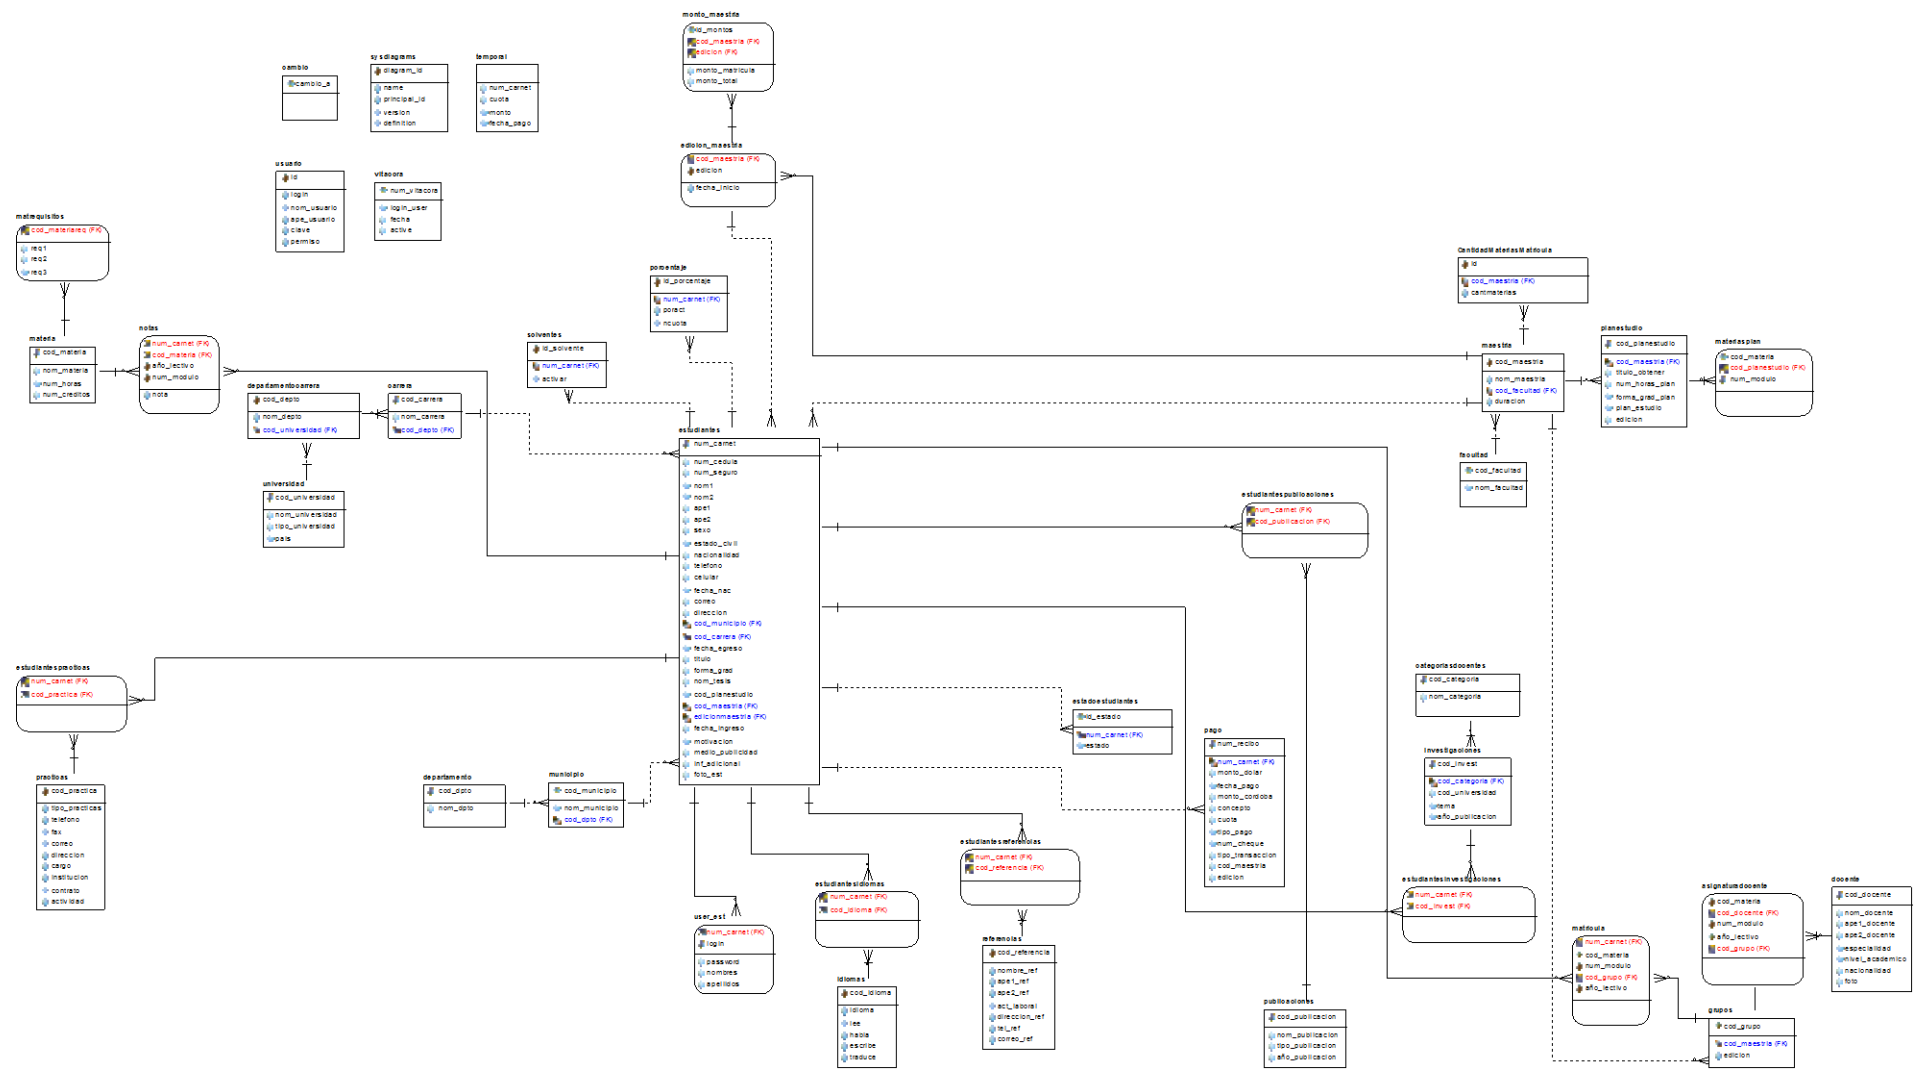 monto_maestria
id_montos
cod_maestria (FK)
edicion (FK)
monto_matricula
monto_total
cambio
cambio_a
sysdiagrams
diagram_id
name
principal_id
version
definition
temporal
num_carnet
cuota
monto
fecha_pago
edicion_maestria
cod_maestria (FK)
edicion
fecha_inicio
usuario
id
login
nom_usuario
ape_usuario
clave
permiso
vitacora
num_vitacora
login_user
fecha
active
matrequisitos
cod_materiareq (FK)
req1
req2
req3
materia
cod_materia
nom_materia
num_horas
num_creditos
notas
num_carnet (FK)
cod_materia (FK)
año_lectivo
num_modulo
nota
porcentaje
id_porcentaje
num_carnet (FK)
poract
ncuota
solventes
id_solvente
num_carnet (FK)
activar
departamentocarrera
cod_depto
nom_depto
cod_universidad (FK)
carrera
cod_carrera
nom_carrera
cod_depto (FK)
universidad
cod_universidad
nom_universidad
tipo_universidad
pais
CantidadMateriasMatricula
id
cod_maestria (FK)
cantmaterias
maestria
cod_maestria
nom_maestria
cod_facultad (FK)
duracion
planestudio
cod_planestudio
cod_maestria (FK)
titulo_obtener
num_horas_plan
forma_grad_plan
plan_estudio
edicion
materiasplan
cod_materia
cod_planestudio (FK)
num_modulo
facultad
cod_facultad
nom_facultad
estudiantes
num_carnet
num_cedula
num_seguro
nom1
nom2
ape1
ape2
sexo
estado_civil
nacionalidad
telefono
celular
fecha_nac
correo
direccion
cod_municipio (FK)
cod_carrera (FK)
fecha_egreso
titulo
forma_grad
nom_tesis
cod_planestudio
cod_maestria (FK)
edicionmaestria (FK)
fecha_ingreso
motivacion
medio_publicidad
inf_adicional
foto_est
estudiantespublicaciones
num_carnet (FK)
cod_publicacion (FK)
estudiantespracticas
num_carnet (FK)
cod_practica (FK)
practicas
cod_practica
tipo_practicas
telefono
fax
correo
direccion
cargo
institucion
contrato
actividad
departamento
cod_dpto
nom_dpto
municipio
cod_municipio
nom_municipio
cod_dpto (FK)
estadoestudiantes
id_estado
num_carnet (FK)
estado
pago
num_recibo
num_carnet (FK)
monto_dolar
fecha_pago
monto_cordoba
concepto
cuota
tipo_pago
num_cheque
tipo_transaccion
cod_maestria
edicion
categoriasdocentes
cod_categoria
nom_categoria
investigaciones
cod_invest
cod_categoria (FK)
cod_universidad
tema
año_publicacion
estudiantesinvestigaciones
num_carnet (FK)
cod_invest (FK)
estudiantesreferencias
num_carnet (FK)
cod_referencia (FK)
referencias
cod_referencia
nombre_ref
ape1_ref
ape2_ref
act_laboral
direccion_ref
tel_ref
correo_ref
estudiantesidiomas
num_carnet (FK)
cod_idioma (FK)
idiomas
cod_idioma
idioma
lee
habla
escribe
traduce
user_est
num_carnet (FK)
login
password
nombres
apellidos
publicaciones
cod_publicacion
nom_publicacion
tipo_publicacion
año_publicacion
matricula
num_carnet (FK)
cod_materia
num_modulo
cod_grupo (FK)
año_lectivo
asignaturadocente
cod_materia
cod_docente (FK)
num_modulo
año_lectivo
cod_grupo (FK)
docente
cod_docente
nom_docente
ape1_docente
ape2_docente
especialidad
nivel_academico
nacionalidad
foto
grupos
cod_grupo
cod_maestria (FK)
edicion